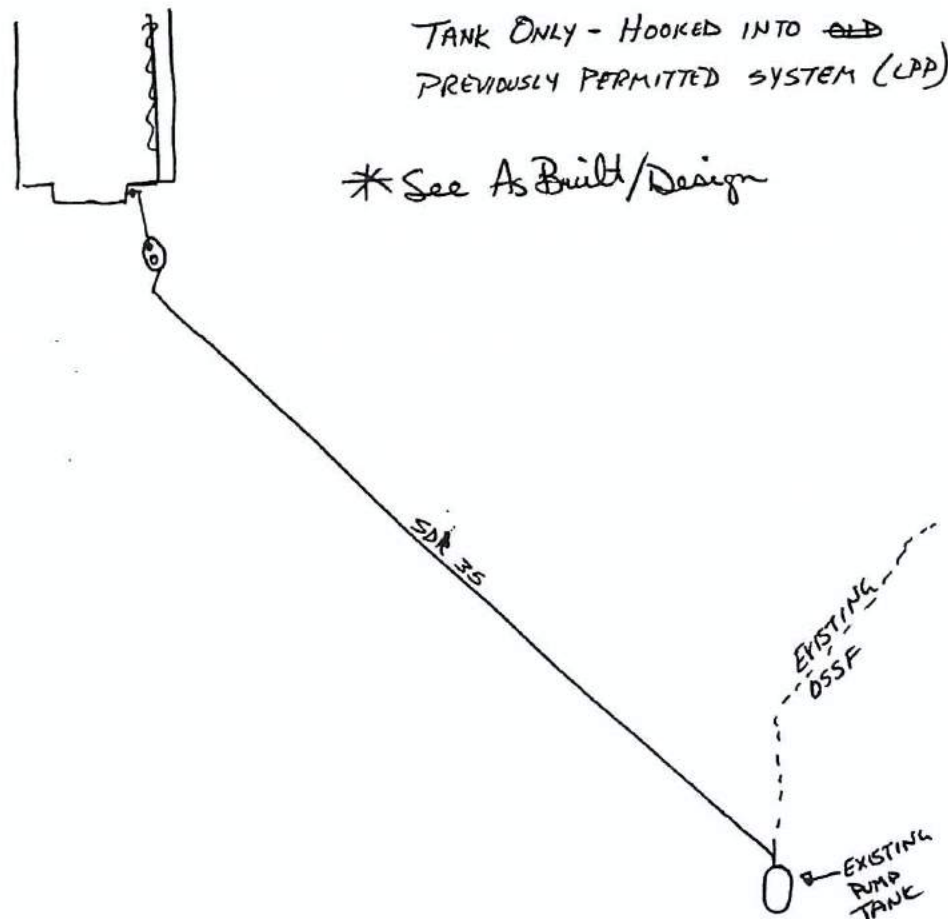 TANK ONLY - HOOKED INTO OLD
PREVIOUSLY PERMITTED SYSTEM (LPP)
* See As Built/Design
SDR 35
EXISTING
OSSF
EXISTING
PUMP
TANK